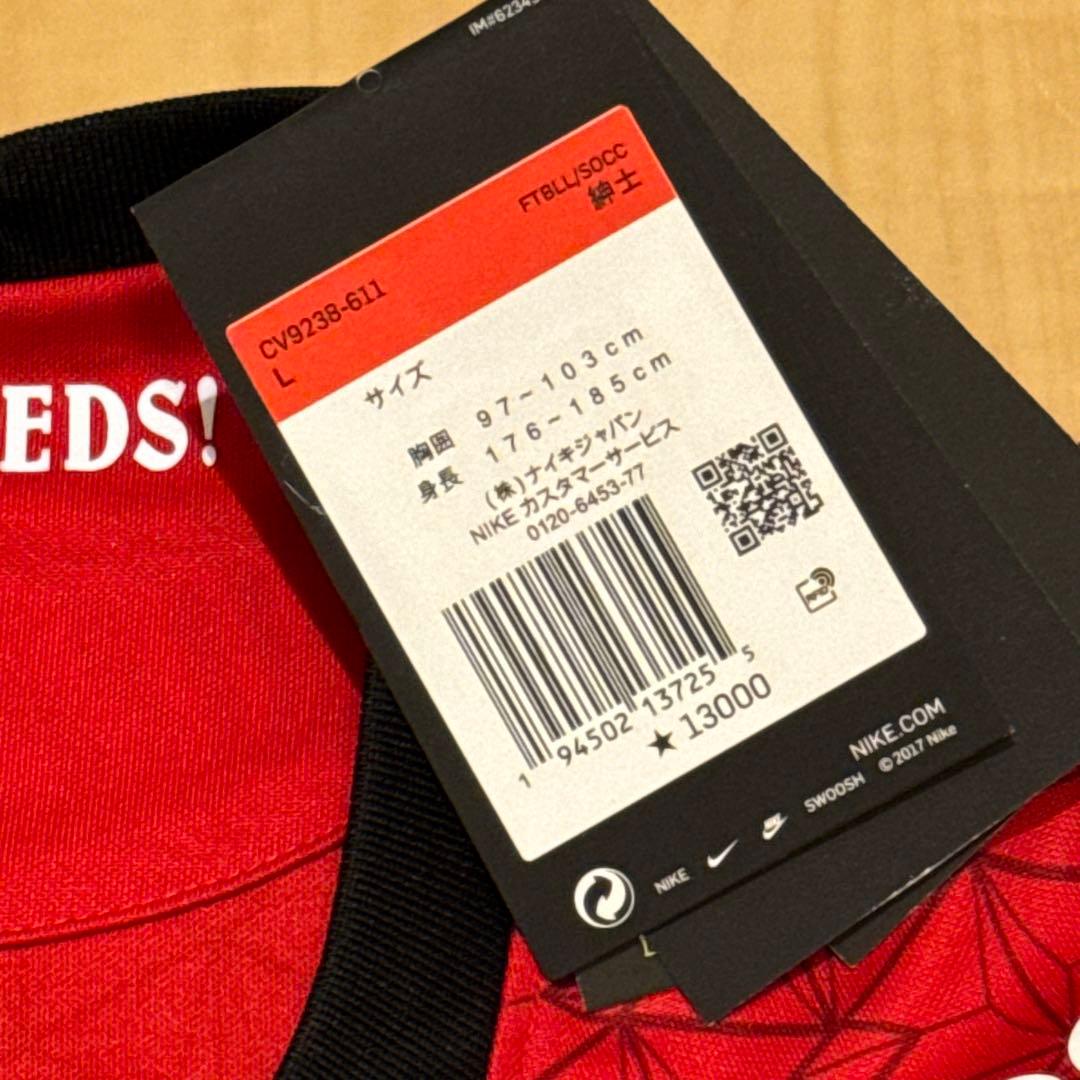 IM#6234
FTBLL/SOCC
紳士
CV9238-611
L
サイズ
胸囲 97-103cm
身長 176-185cm
(株)ナイキジャパン
NIKE カスタマーサービス
0120-6453-77
1 94502 13725 5
★13000
NIKE.COM
NIKE SWOOSH ©2017 Nike
EDS!
L